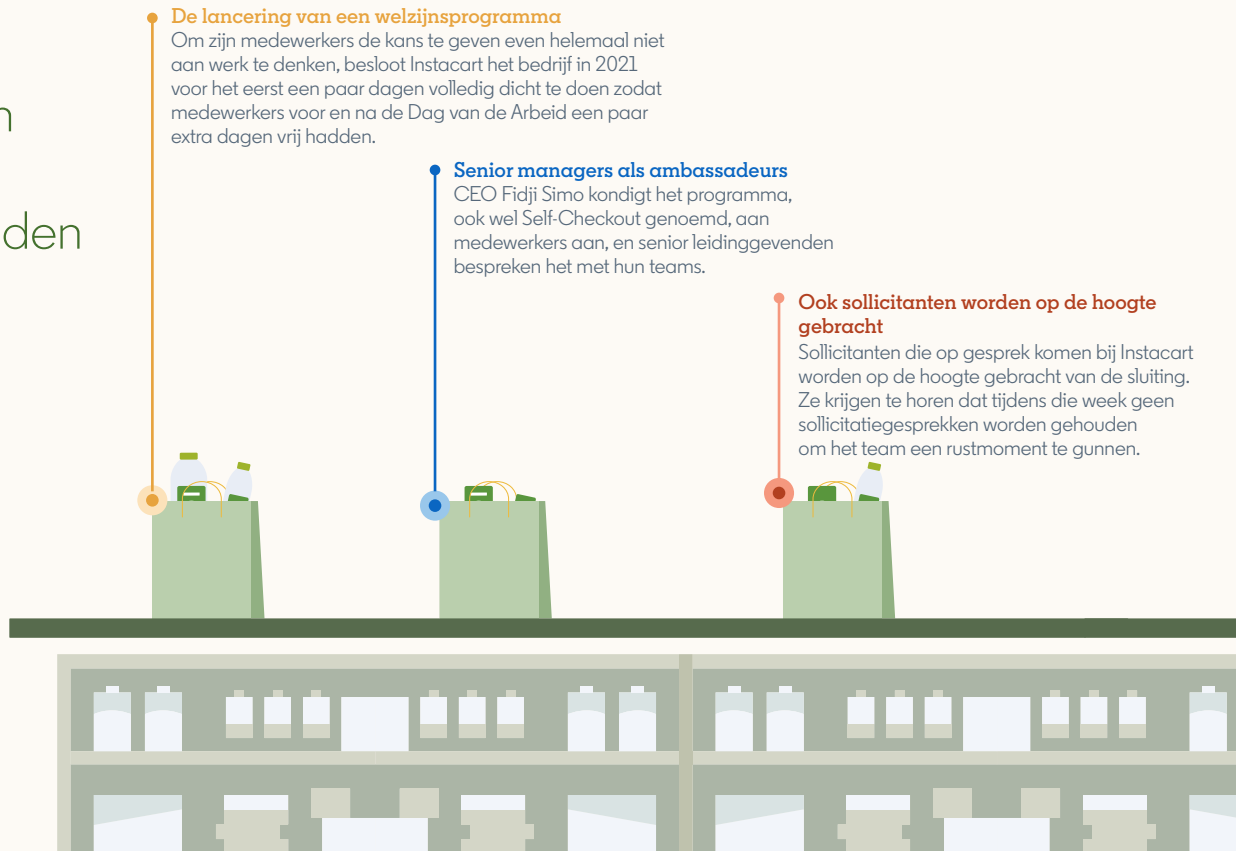 De lancering van een welzijnsprogramma
Om zijn medewerkers de kans te geven even helemaal niet
aan werk te denken, besloot Instacart het bedrijf in 2021
voor het eerst een paar dagen volledig dicht te doen zodat
medewerkers voor en na de Dag van de Arbeid een paar
extra dagen vrij hadden.
n
den
Senior managers als ambassadeurs
CEO Fidji Simo kondigt het programma,
ook wel Self-Checkout genoemd, aan
medewerkers aan, en senior leidinggevenden
bespreken het met hun teams.
Ook sollicitanten worden op de hoogte
gebracht
Sollicitanten die op gesprek komen bij Instacart
worden op de hoogte gebracht van de sluiting.
Ze krijgen te horen dat tijdens die week geen
sollicitatiegesprekken worden gehouden
om het team een rustmoment te gunnen.